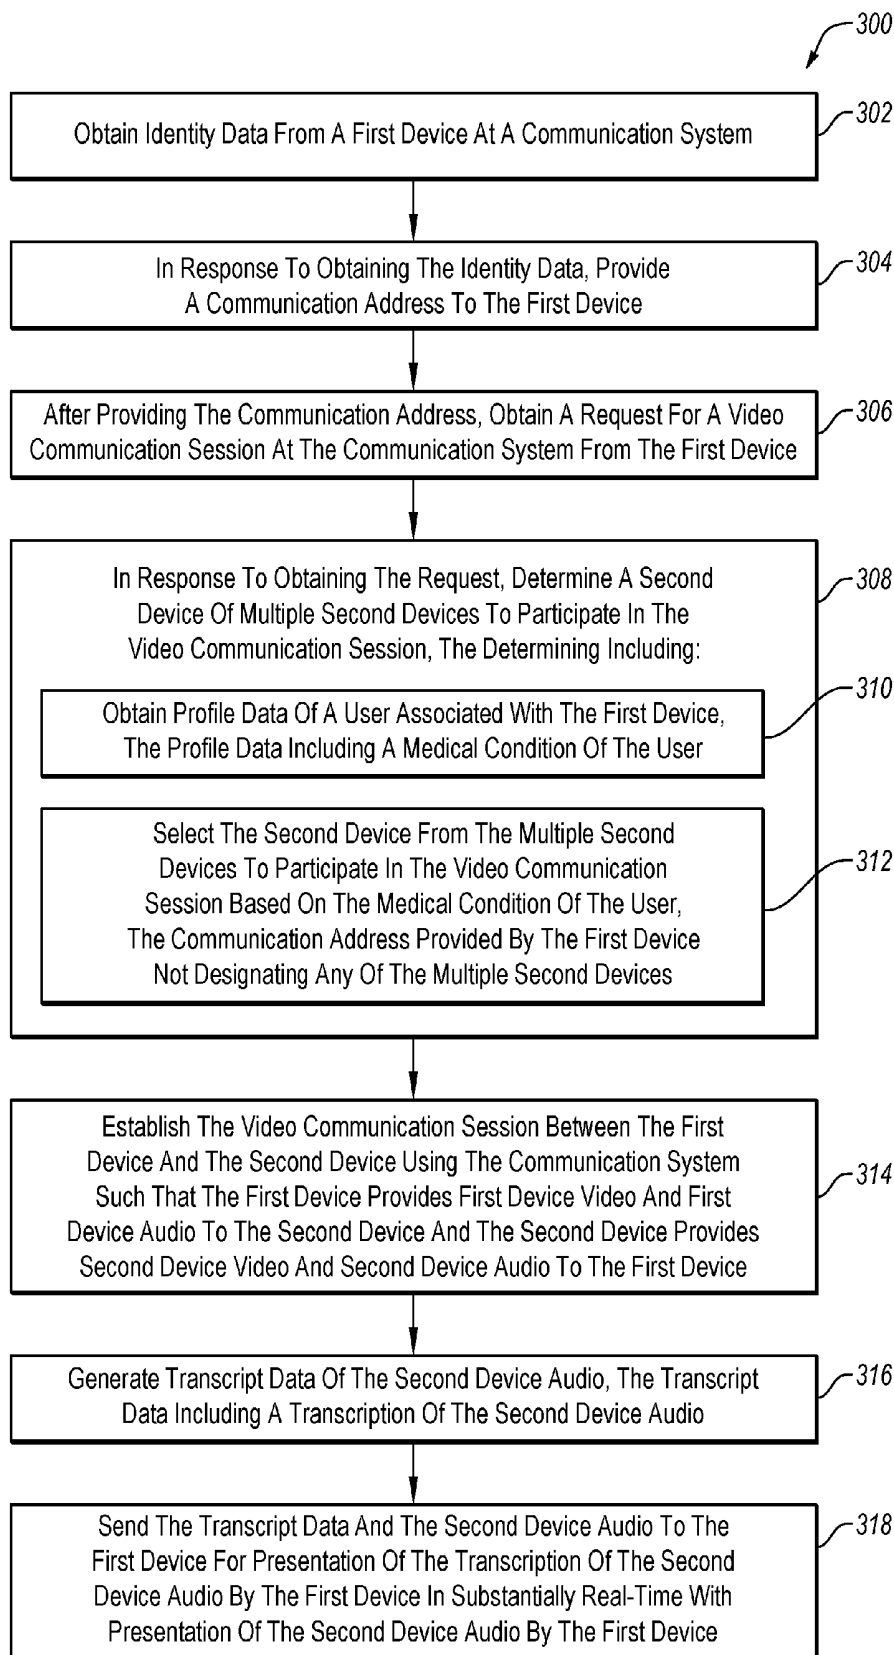 300
Obtain Identity Data From A First Device At A Communication System
302
In Response To Obtaining The Identity Data, Provide
A Communication Address To The First Device
304
After Providing The Communication Address, Obtain A Request For A Video
Communication Session At The Communication System From The First Device
306
In Response To Obtaining The Request, Determine A Second
Device Of Multiple Second Devices To Participate In The
Video Communication Session, The Determining Including:
308
Obtain Profile Data Of A User Associated With The First Device,
The Profile Data Including A Medical Condition Of The User
310
Select The Second Device From The Multiple Second
Devices To Participate In The Video Communication
Session Based On The Medical Condition Of The User,
The Communication Address Provided By The First Device
Not Designating Any Of The Multiple Second Devices
312
Establish The Video Communication Session Between The First
Device And The Second Device Using The Communication System
Such That The First Device Provides First Device Video And First
Device Audio To The Second Device And The Second Device Provides
Second Device Video And Second Device Audio To The First Device
314
Generate Transcript Data Of The Second Device Audio, The Transcript
Data Including A Transcription Of The Second Device Audio
316
Send The Transcript Data And The Second Device Audio To The
First Device For Presentation Of The Transcription Of The Second
Device Audio By The First Device In Substantially Real-Time With
Presentation Of The Second Device Audio By The First Device
318